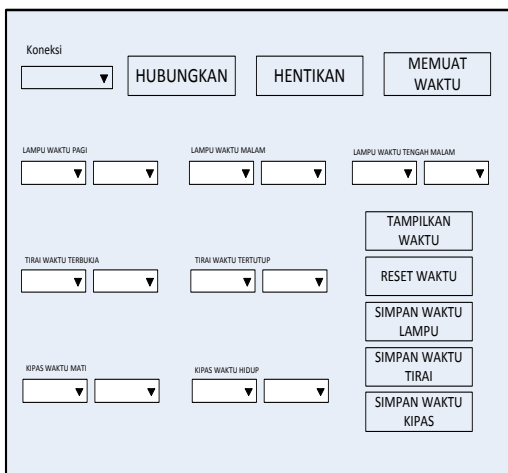 Koneksi
HUBUNGKAN
HENTIKAN
MEMUAT
WAKTU
LAMPU WAKTU PAGI
LAMPU WAKTU MALAM
LAMPU WAKTU TENGAH MALAM
TAMPILKAN
WAKTU
TIRAI WAKTU TERBUKIA
TIRAI WAKTU TERTUTUP
RESET WAKTU
SIMPAN WAKTU
LAMPU
SIMPAN WAKTU
TIRAI
KIPAS WAKTU MATI
KIPAS WAKTU HIDUP
SIMPAN WAKTU
KIPAS